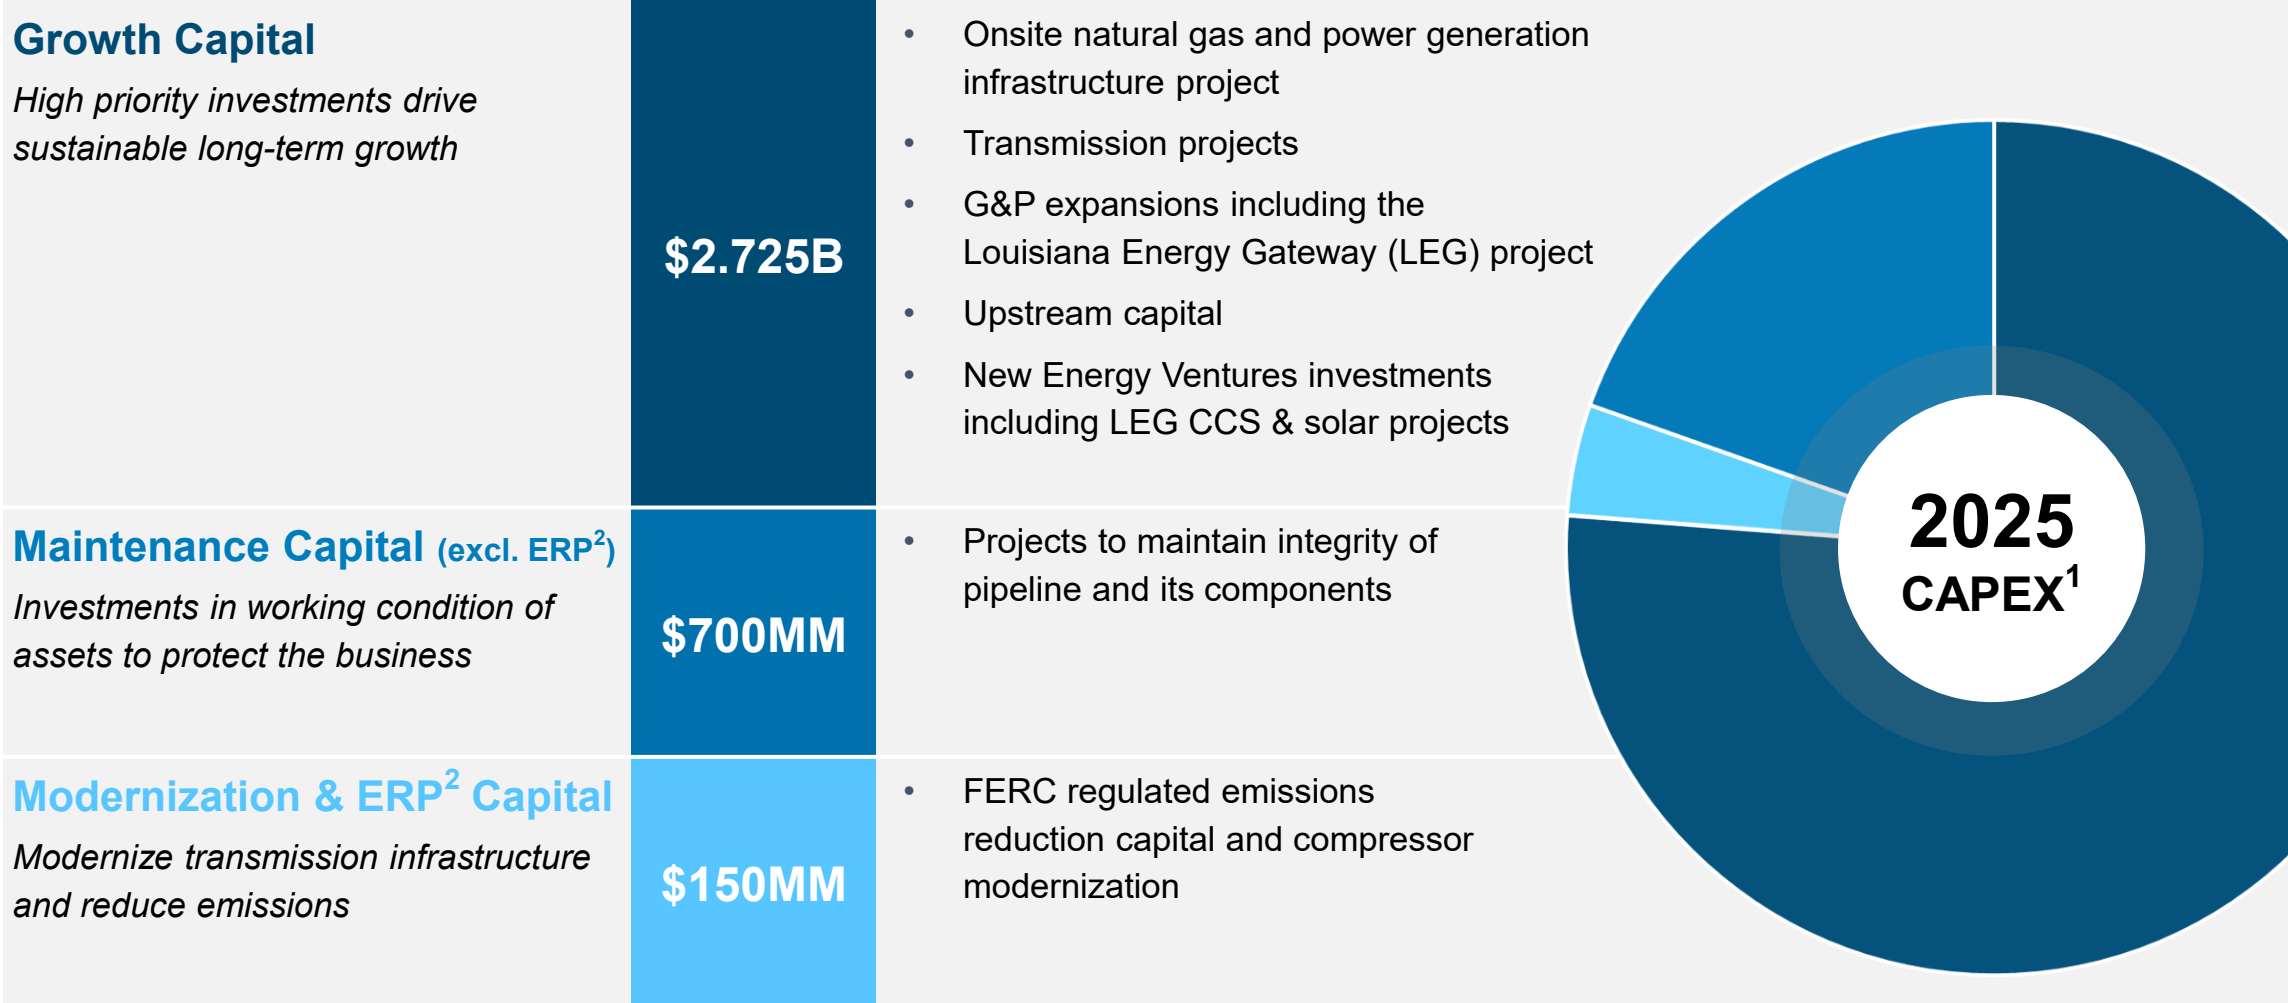 Growth Capital
High priority investments drive
sustainable long-term growth
$2.725B
• Onsite natural gas and power generation
infrastructure project
• Transmission projects
• G&P expansions including the
Louisiana Energy Gateway (LEG) project
• Upstream capital
• New Energy Ventures investments
including LEG CCS & solar projects
Maintenance Capital (excl. ERP²)
Investments in working condition of
assets to protect the business
$700MM
• Projects to maintain integrity of
pipeline and its components
Modernization & ERP² Capital
Modernize transmission infrastructure
and reduce emissions
$150MM
• FERC regulated emissions
reduction capital and compressor
modernization
2025
CAPEX¹